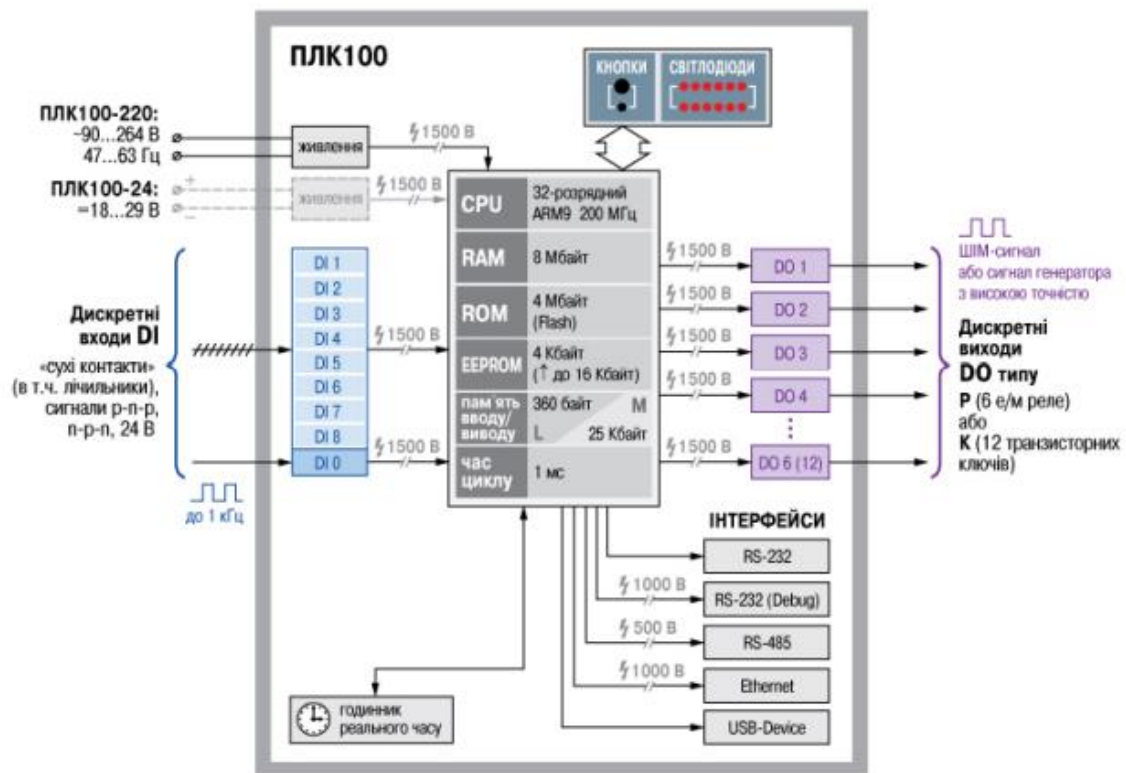 ПЛК100
КНОПКИ
СВІТЛОДІОДИ
ПЛК100-220:
~90...264 В
47...63 Гц
живлення
1500 В
ПЛК100-24:
=18...29 В
+
–
живлення
1500 В
CPU
32-розрядний
ARM9 200 МГц
RAM
8 Мбайт
ROM
4 Мбайт
(Flash)
EEPROM
4 Кбайт
(↑ до 16 Кбайт)
пам ять
вводу/
виводу
360 байт
M
L
25 Кбайт
час
циклу
1 мс
Дискретні
входи DI
«сухі контакти»
(в т.ч. лічильники),
сигнали p-n-p,
n-p-n, 24 В
до 1 кГц
DI 1
DI 2
DI 3
DI 4
DI 5
DI 6
DI 7
DI 8
DI 0
1500 В
1500 В
1500 В
1500 В
1500 В
1500 В
1500 В
DO 1
DO 2
DO 3
DO 4
DO 6 (12)
ШІМ-сигнал
або сигнал генератора
з високою точністю
Дискретні
виходи
DO типу
Р (6 е/м реле)
або
К (12 транзисторних
ключів)
ІНТЕРФЕЙСИ
RS-232
1000 В
RS-232 (Debug)
500 В
RS-485
1000 В
Ethernet
USB-Device
годинник
реального часу